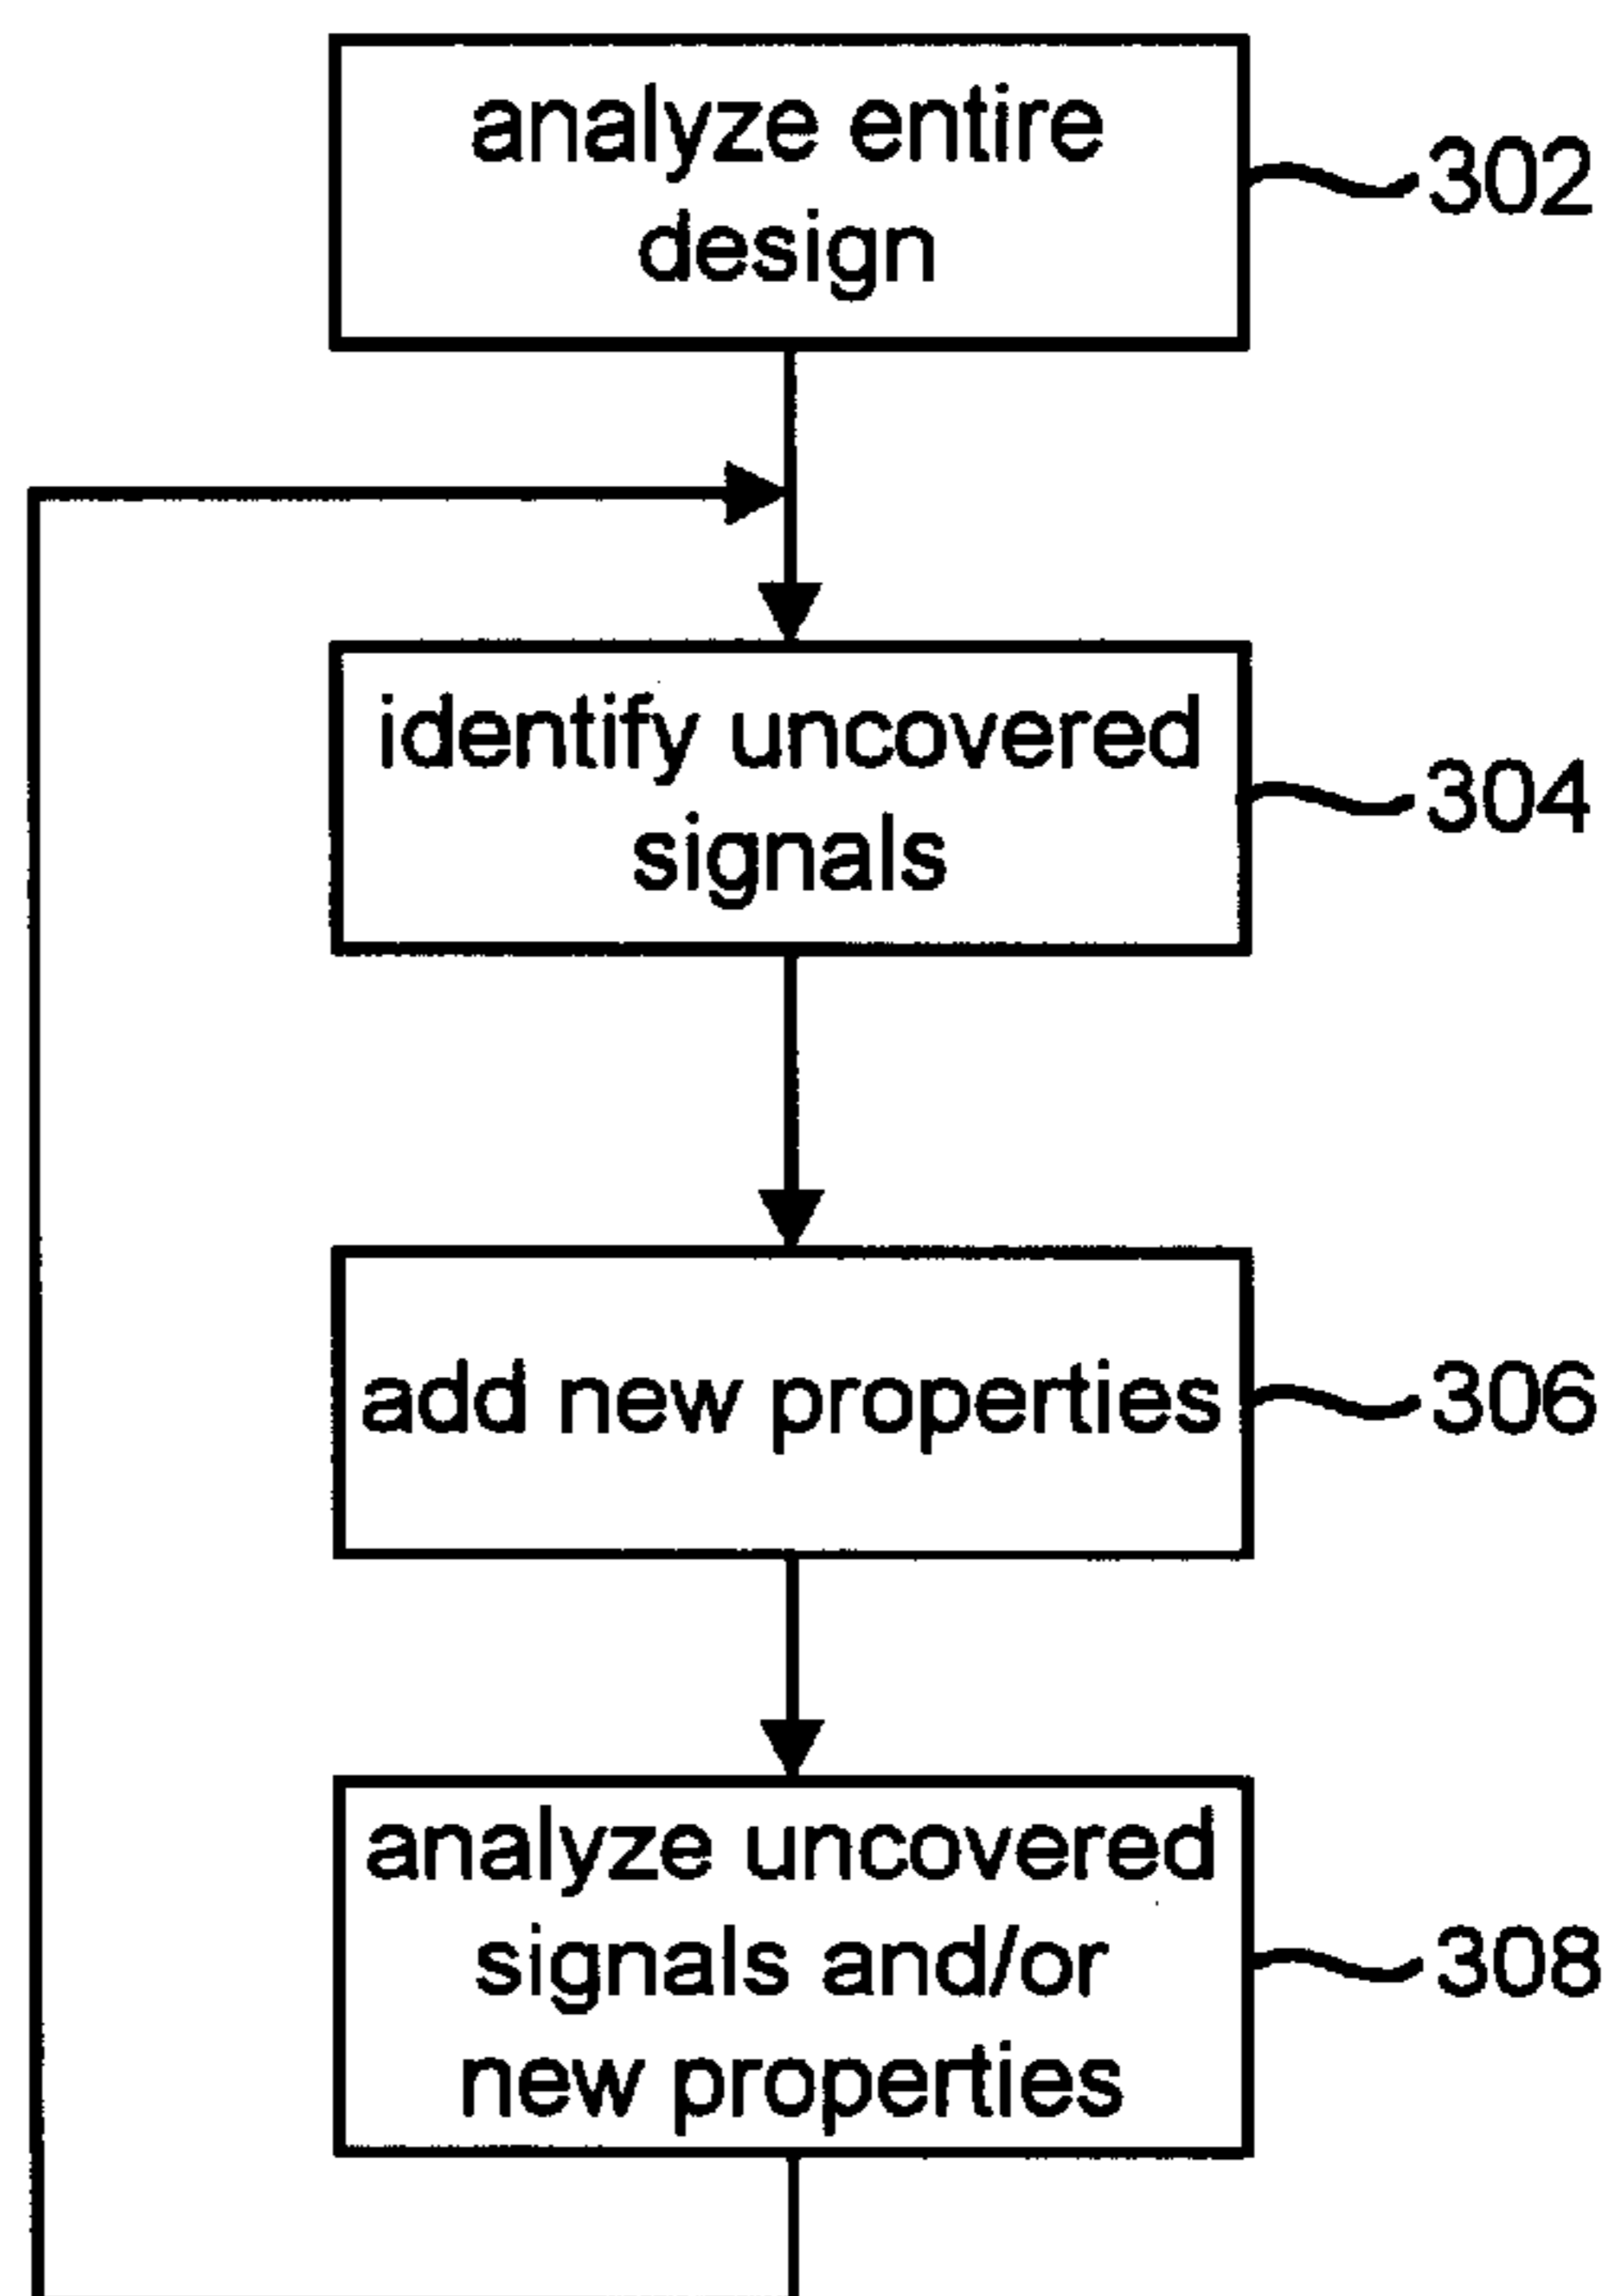 analyze entire
design
302
identify uncovered
signals
304
add new properties
306
analyze uncovered
signals and/or
new properties
308